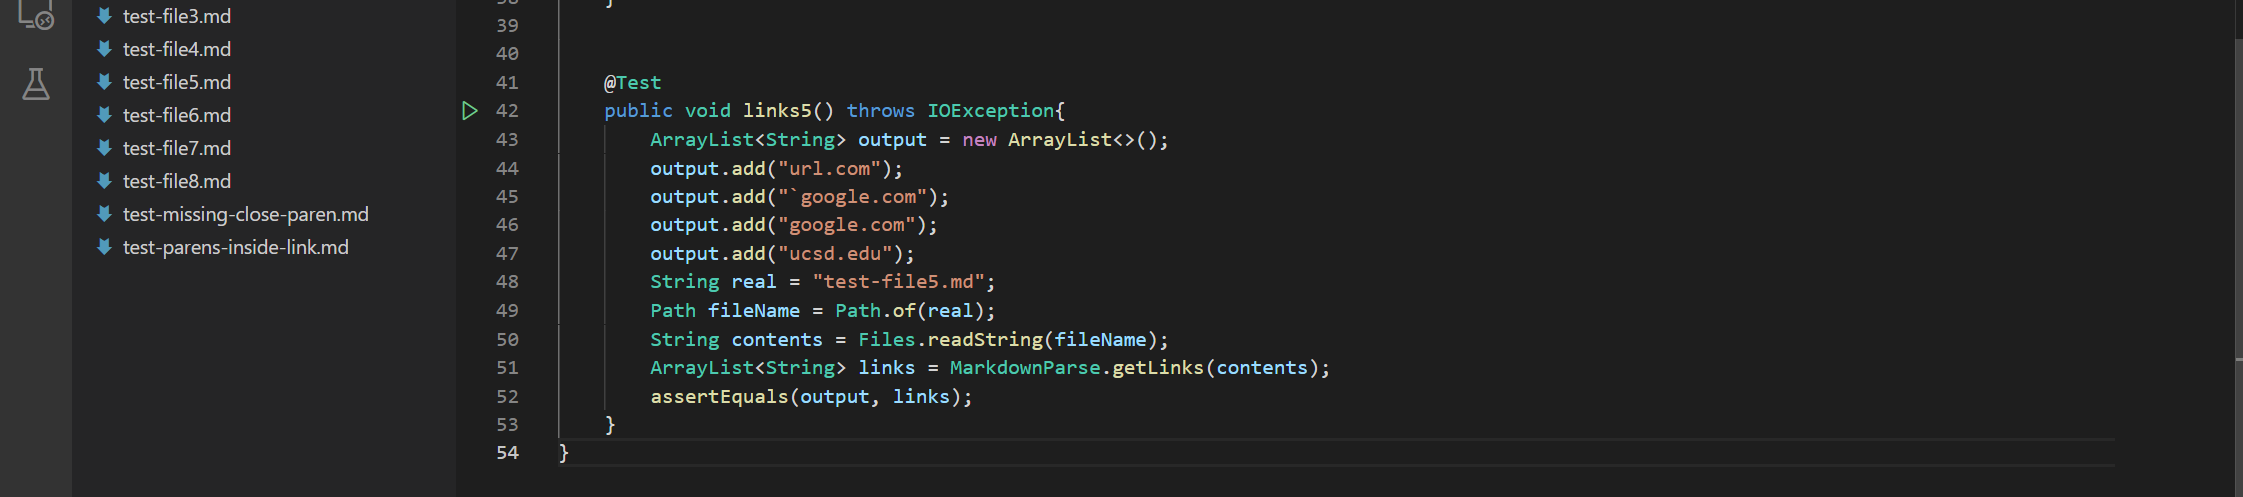 test-file3.md
test-file4.md
test-file5.md
test-file6.md
test-file7.md
test-file8.md
test-missing-close-paren.md
test-parens-inside-link.md
39
40
41 @Test
42 public void links5() throws IOException{
43 ArrayList<String> output = new ArrayList<>();
44 output.add("url.com");
45 output.add("`google.com");
46 output.add("google.com");
47 output.add("ucsd.edu");
48 String real = "test-file5.md";
49 Path fileName = Path.of(real);
50 String contents = Files.readString(fileName);
51 ArrayList<String> links = MarkdownParse.getLinks(contents);
52 assertEquals(output, links);
53 }
54 }